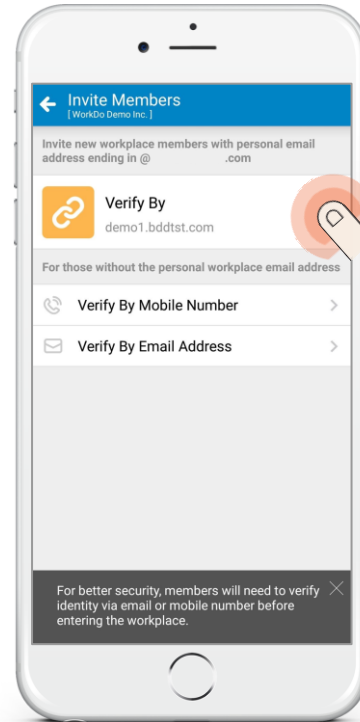 Invite Members
[ WorkDo Demo Inc. ]
Invite new workplace members with personal email
address ending in @ .com
Verify By
demo1.bddtst.com
For those without the personal workplace email address
Verify By Mobile Number
Verify By Email Address
For better security, members will need to verify
identity via email or mobile number before
entering the workplace.